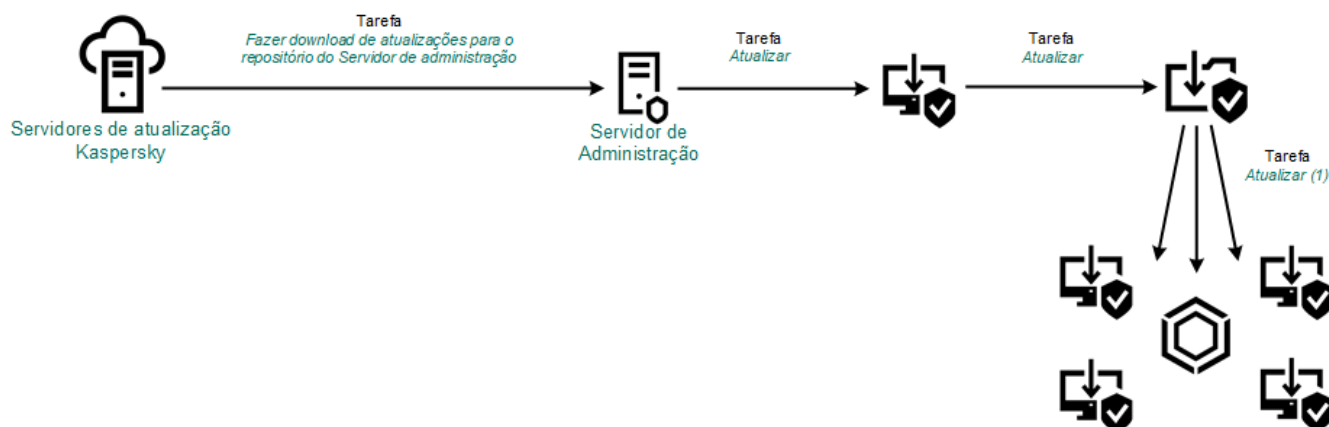 Tarefa
Fazer download de atualizações para o
repositório do Servidor de administração
Tarefa
Atualizar
Tarefa
Atualizar
Servidores de atualização
Kaspersky
Servidor de
Administração
Tarefa
Atualizar (1)